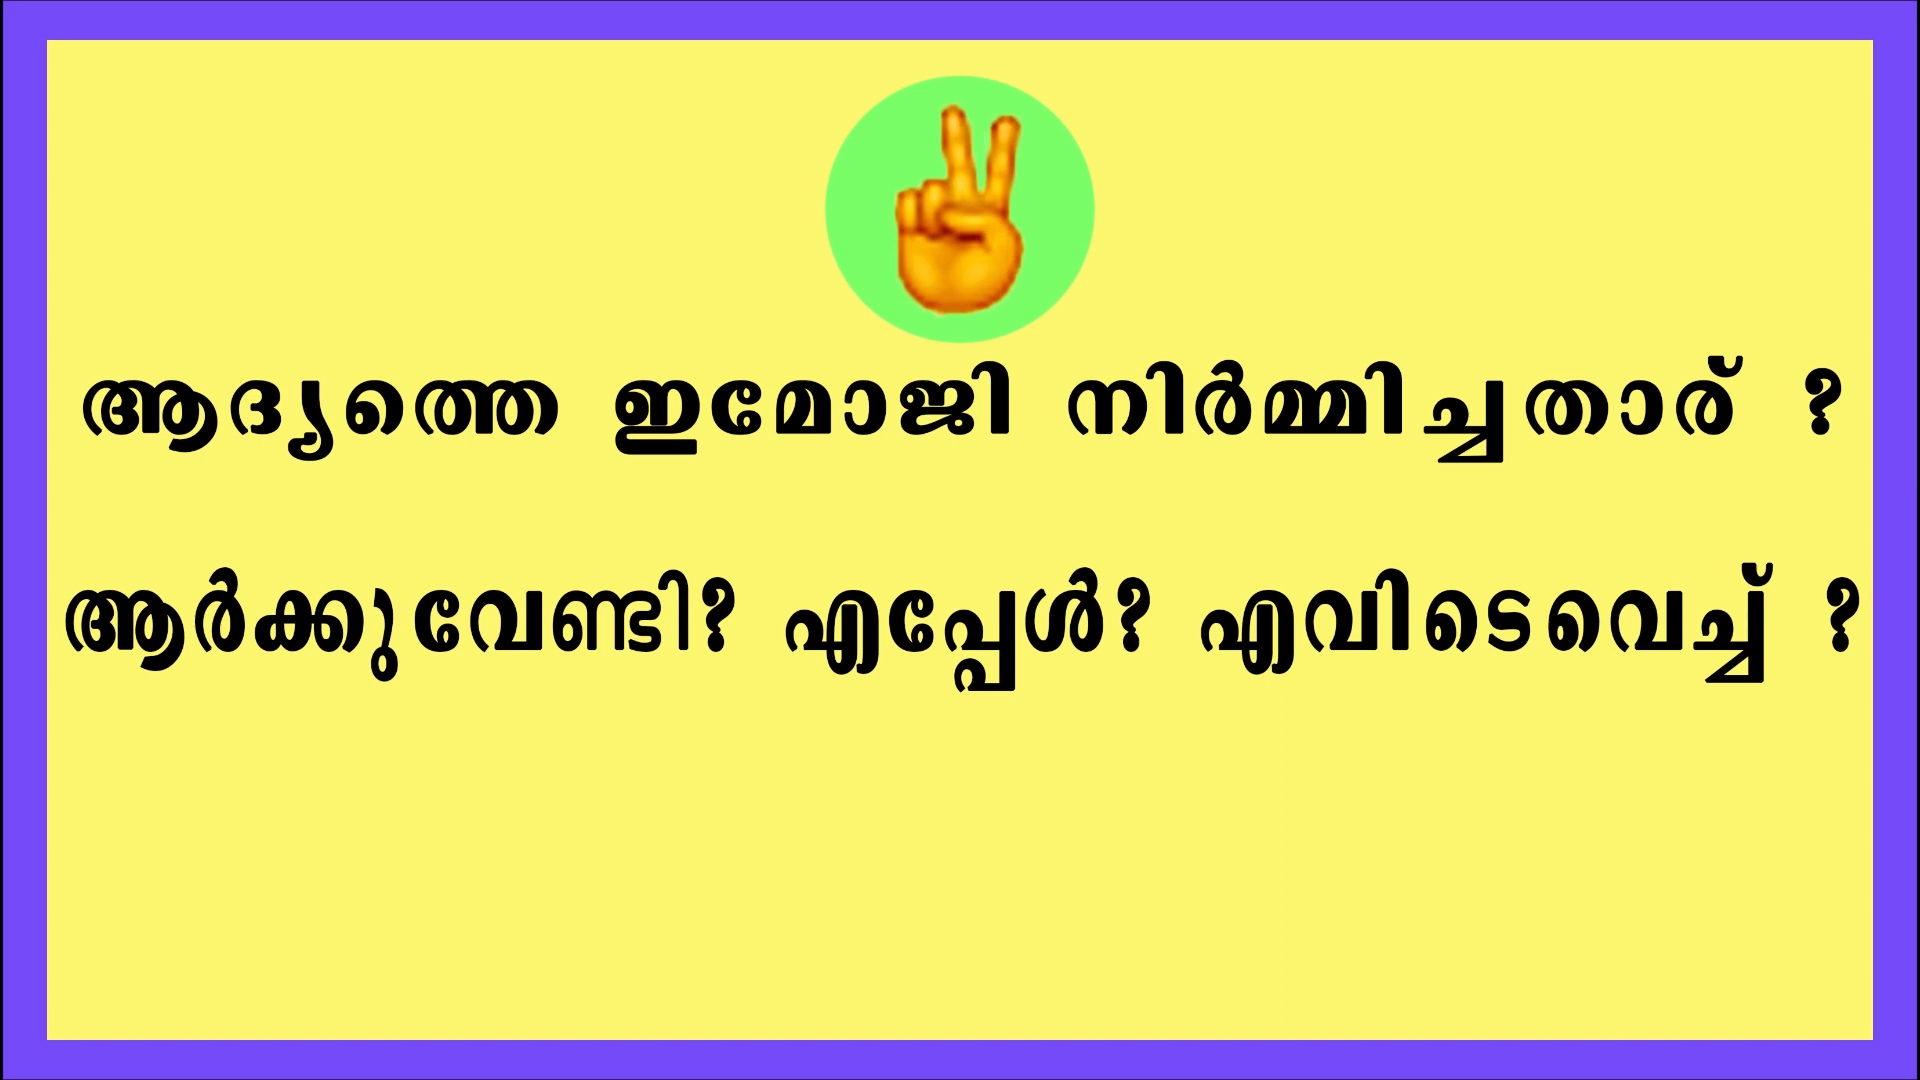 ആദ്യത്തെ ഇമോജി നിർമ്മിച്ചതാര് ?
ആർക്കുവേണ്ടി? എപ്പേൾ? എവിടെവെച്ച് ?